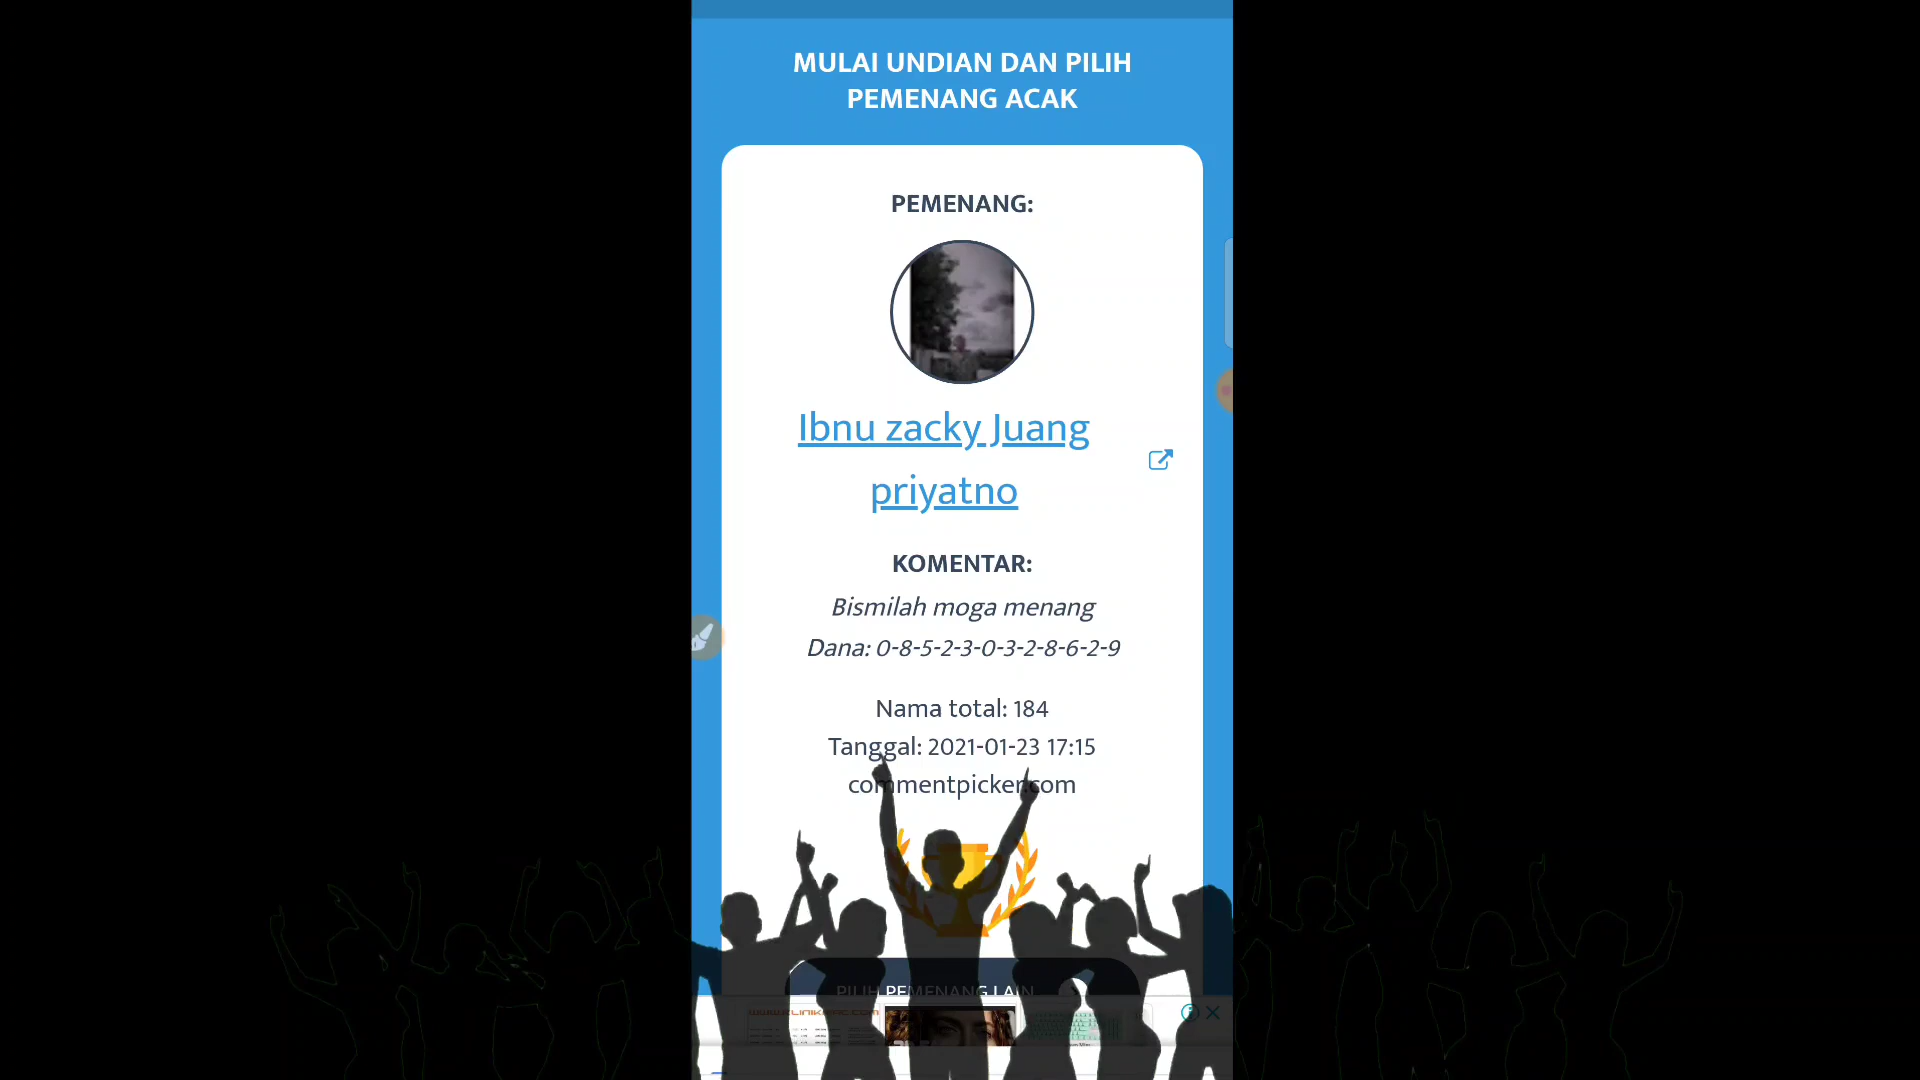 MULAI UNDIAN DAN PILIH
PEMENANG ACAK
PEMENANG:
Ibnu zacky Juang
priyatno
KOMENTAR:
Bismilah moga menang
Dana: 0-8-5-2-3-0-3-2-8-6-2-9
Nama total: 184
Tanggal: 2021-01-23 17:15
commentpicker.com
PILIH PEMENANG LAIN